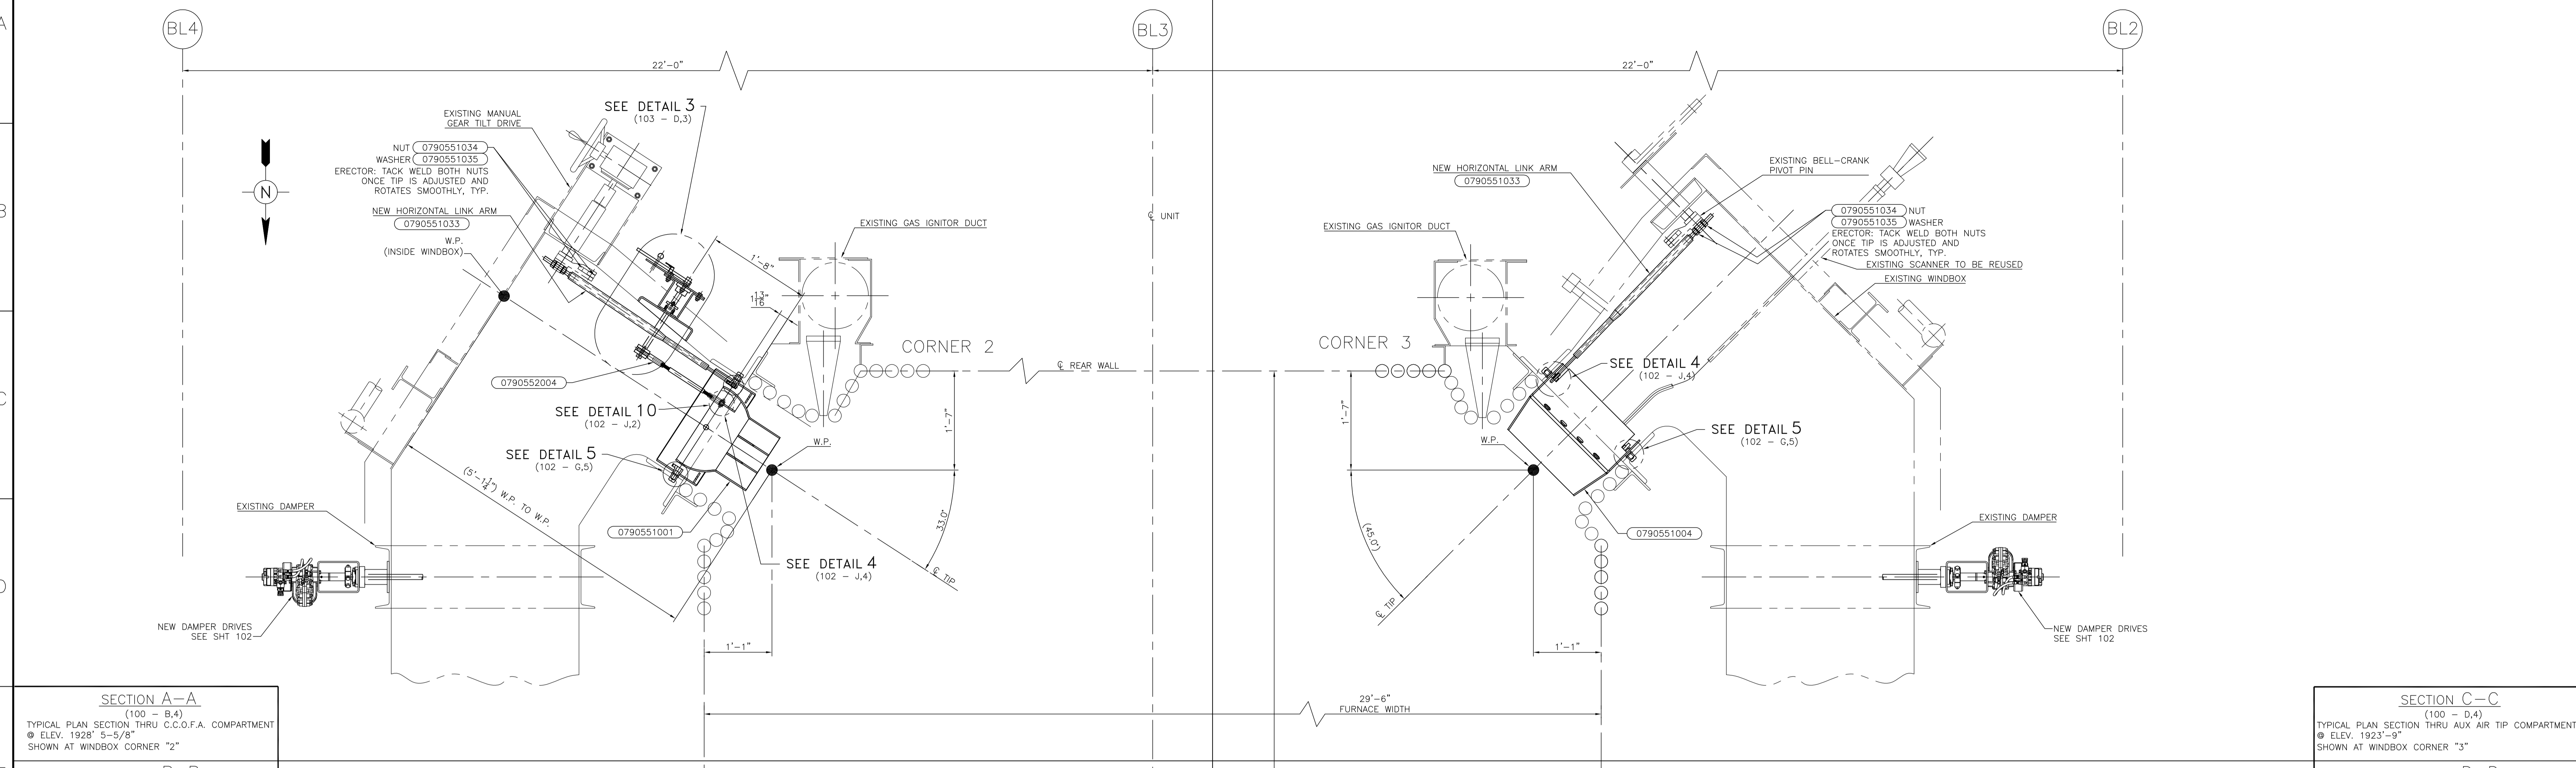 A
BL4
BL3
BL2
22'-0"
22'-0"
SEE DETAIL 3
(103 - D,3)
EXISTING MANUAL
GEAR TILT DRIVE
NUT 0790551034
WASHER 0790551035
ERECTOR: TACK WELD BOTH NUTS
ONCE TIP IS ADJUSTED AND
ROTATES SMOOTHLY, TYP.
N
B
NEW HORIZONTAL LINK ARM
0790551033
W.P.
(INSIDE WINDBOX)
EXISTING GAS IGNITOR DUCT
1'-8"
1 13/16"
℄ UNIT
CORNER 2
℄ REAR WALL
0790552004
SEE DETAIL 10
(102 - J,2)
SEE DETAIL 5
(102 - G,5)
W.P.
1'-7"
33.0°
(5'-1 1/4") W.P. TO W.P.
C
EXISTING DAMPER
0790551001
SEE DETAIL 4
(102 - J,4)
℄ TIP
NEW DAMPER DRIVES
SEE SHT 102
1'-1"
D
NEW HORIZONTAL LINK ARM
0790551033
EXISTING BELL-CRANK
PIVOT PIN
0790551034 NUT
0790551035 WASHER
ERECTOR: TACK WELD BOTH NUTS
ONCE TIP IS ADJUSTED AND
ROTATES SMOOTHLY, TYP.
EXISTING SCANNER TO BE REUSED
EXISTING WINDBOX
EXISTING GAS IGNITOR DUCT
CORNER 3
SEE DETAIL 4
(102 - J,4)
1'-7"
W.P.
SEE DETAIL 5
(102 - G,5)
(45.0°)
0790551004
EXISTING DAMPER
℄ TIP
NEW DAMPER DRIVES
SEE SHT 102
1'-1"
29'-6"
FURNACE WIDTH
SECTION A-A
(100 - B,4)
TYPICAL PLAN SECTION THRU C.C.O.F.A. COMPARTMENT
@ ELEV. 1928' 5-5/8"
SHOWN AT WINDBOX CORNER "2"
SECTION C-C
(100 - D,4)
TYPICAL PLAN SECTION THRU AUX AIR TIP COMPARTMENT
@ ELEV. 1923'-9"
SHOWN AT WINDBOX CORNER "3"